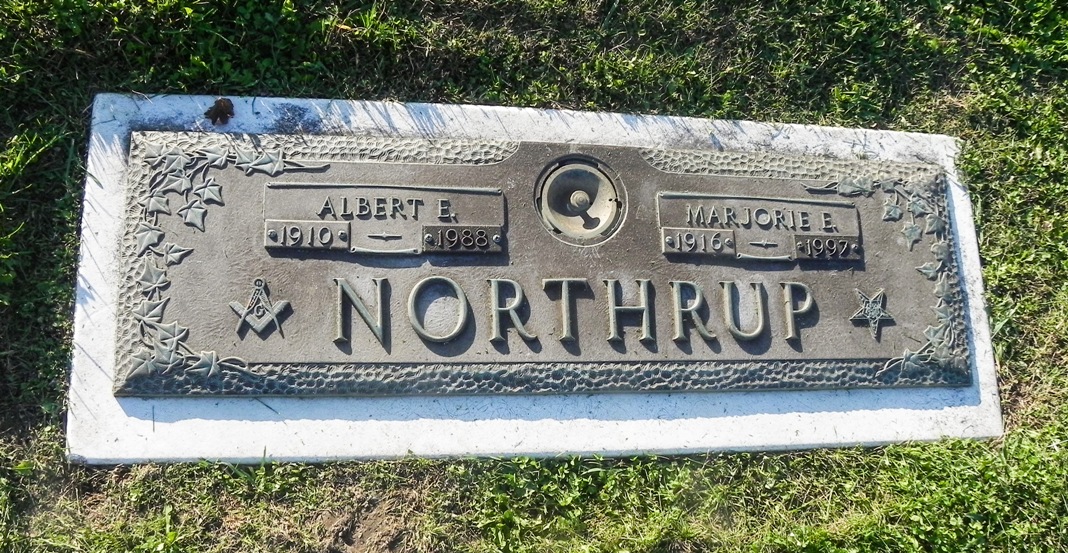 ALBERT E.
1910 1988
MARJORIE E.
1916 1997
NORTHRUP
G